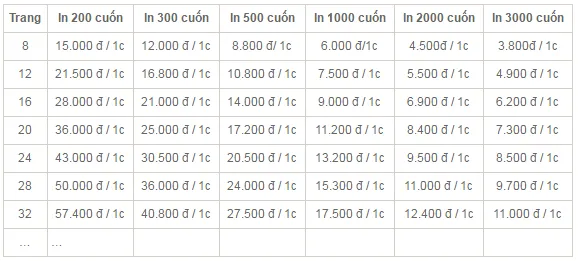 Trang In 200 cuốn In 300 cuốn In 500 cuốn In 1000 cuốn In 2000 cuốn In 3000 cuốn
8 15.000 đ / 1c 12.000 đ / 1c 8.800 đ/ 1c 6.000 đ/1c 4.500đ / 1c 3.800đ/ 1c
12 21.500 đ / 1c 16.800 đ / 1c 10.800 đ / 1c 7.500 đ / 1c 5.500 đ / 1c 4.900 đ / 1c
16 28.000 đ / 1c 21.000 đ / 1c 14.000 đ / 1c 9.000 đ / 1c 6.900 đ / 1c 6.200 đ / 1c
20 36.000 đ / 1c 25.000 đ / 1c 17.200 đ / 1c 11.200 đ / 1c 8.400 đ / 1c 7.300 đ / 1c
24 43.000 đ / 1c 30.500 đ / 1c 20.500 đ / 1c 13.200 đ / 1c 9.500 đ / 1c 8.500 đ / 1c
28 50.000 đ / 1c 36.000 đ / 1c 24.000 đ / 1c 15.300 đ / 1c 11.000 đ / 1c 9.700 đ / 1c
32 57.400 đ / 1c 40.800 đ / 1c 27.500 đ / 1c 17.500 đ / 1c 12.400 đ / 1c 11.000 đ / 1c
... ...